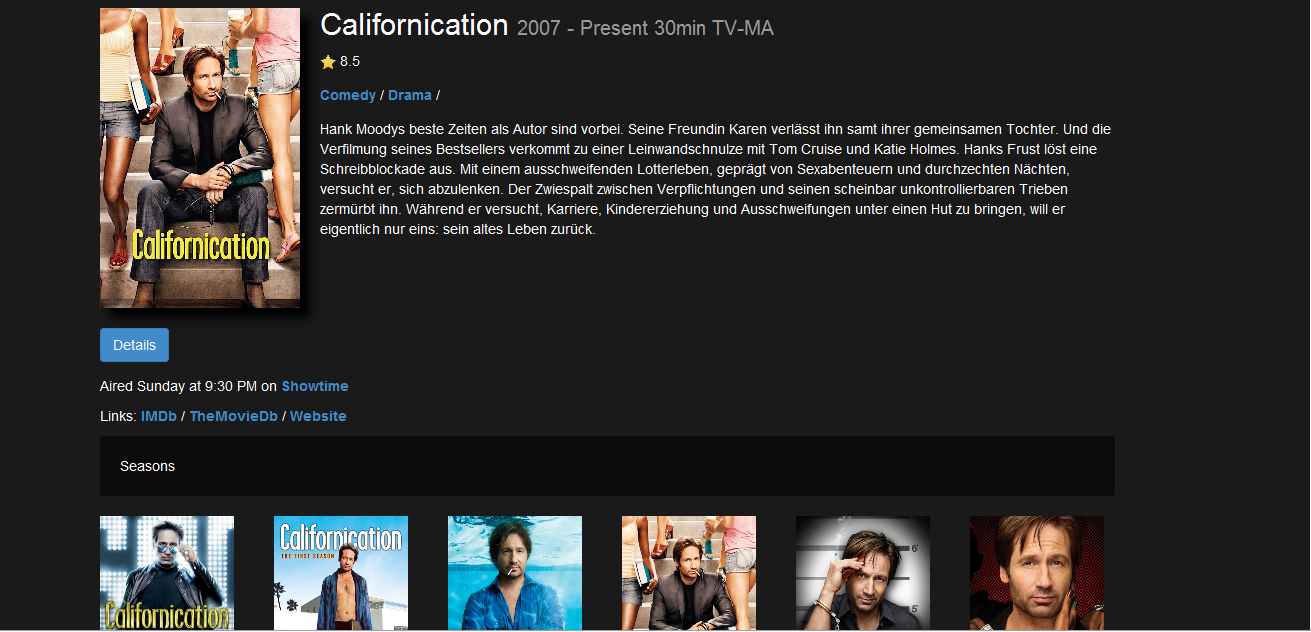 Californication 2007 - Present 30min TV-MA
8.5
Comedy / Drama /
Hank Moodys beste Zeiten als Autor sind vorbei. Seine Freundin Karen verlässt ihn samt ihrer gemeinsamen Tochter. Und die
Verfilmung seines Bestsellers verkommt zu einer Leinwandschnulze mit Tom Cruise und Katie Holmes. Hanks Frust löst eine
Schreibblockade aus. Mit einem ausschweifenden Lotterleben, geprägt von Sexabenteuern und durchzechten Nächten,
versucht er, sich abzulenken. Der Zwiespalt zwischen Verpflichtungen und seinen scheinbar unkontrollierbaren Trieben
zermürbt ihn. Während er versucht, Karriere, Kindererziehung und Ausschweifungen unter einen Hut zu bringen, will er
eigentlich nur eins: sein altes Leben zurück.
Californication
Details
Aired Sunday at 9:30 PM on Showtime
Links: IMDb / TheMovieDb / Website
Seasons
Californication
Californication
THE FIRST SEASON
6'
5'